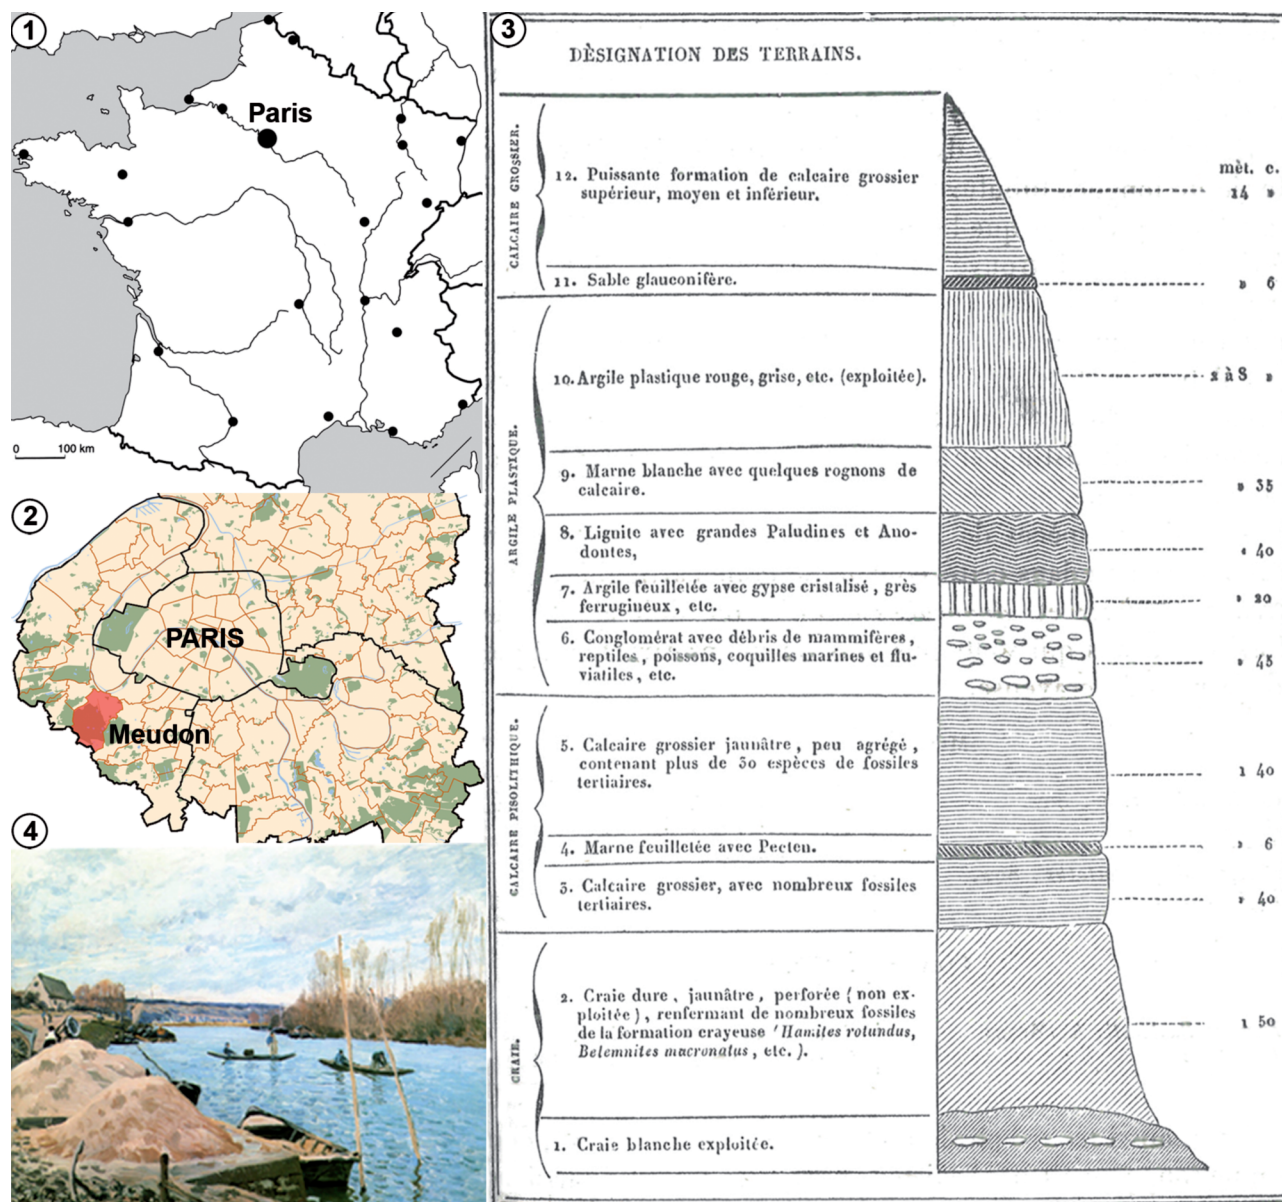 1
Paris
0 100 km
2
PARIS
Meudon
4
3
DÈSIGNATION DES TERRAINS.
mèt. c.
CALCAIRE GROSSIER.
12. Puissante formation de calcaire grossier
supérieur, moyen et inférieur.
14 »
11. Sable glauconifère.
» 6
ARGILE PLASTIQUE.
10. Argile plastique rouge, grise, etc. (exploitée).
2 à 8 »
9. Marne blanche avec quelques rognons de
calcaire.
» 35
8. Lignite avec grandes Paludines et Ano-
dontes,
40
7. Argile feuilletée avec gypse cristalisé, grès
ferrugineux, etc.
» 20
6. Conglomérat avec débris de mammifères,
reptiles, poissons, coquilles marines et flu-
viatiles, etc.
» 45
CALCAIRE PISOLITHIQUE.
5. Calcaire grossier jaunâtre, peu agrégé,
contenant plus de 30 espèces de fossiles
tertiaires.
1 40
4. Marne feuilletée avec Pecten.
» 6
3. Calcaire grossier, avec nombreux fossiles
tertiaires.
» 40
CRAIE.
2. Craie dure, jaunâtre, perforée (non ex-
ploitée), renfermant de nombreux fossiles
de la formation crayeuse (Hamites rotundus,
Belemnites mucronatus, etc.).
1 50
1. Craie blanche exploitée.